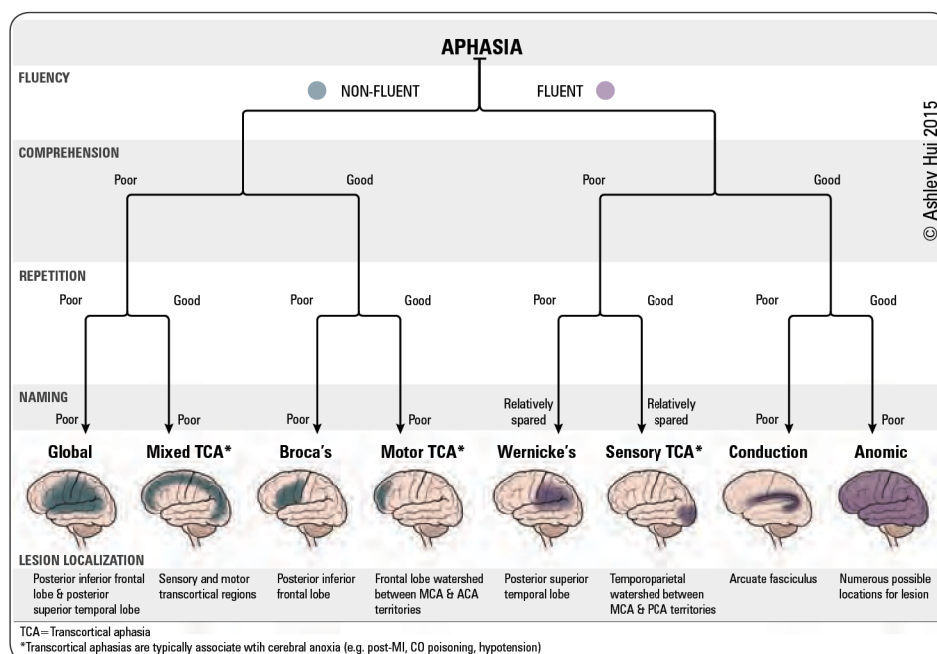 APHASIA
FLUENCY
NON-FLUENT FLUENT
COMPREHENSION
Poor Good Poor Good
REPETITION
Poor Good Poor Good Poor Good Poor Good
NAMING
Poor Poor Poor Poor Relatively spared Relatively spared Poor Poor
Global Mixed TCA* Broca's Motor TCA* Wernicke's Sensory TCA* Conduction Anomic
LESION LOCALIZATION
Posterior inferior frontal
lobe & posterior
superior temporal lobe
Sensory and motor
transcortical regions
Posterior inferior
frontal lobe
Frontal lobe watershed
between MCA & ACA
territories
Posterior superior
temporal lobe
Temporoparietal
watershed between
MCA & PCA territories
Arcuate fasciculus
Numerous possible
locations for lesion
TCA=Transcortical aphasia
*Transcortical aphasias are typically associate wtih cerebral anoxia (e.g. post-MI, CO poisoning, hypotension)
© Ashley Hui 2015